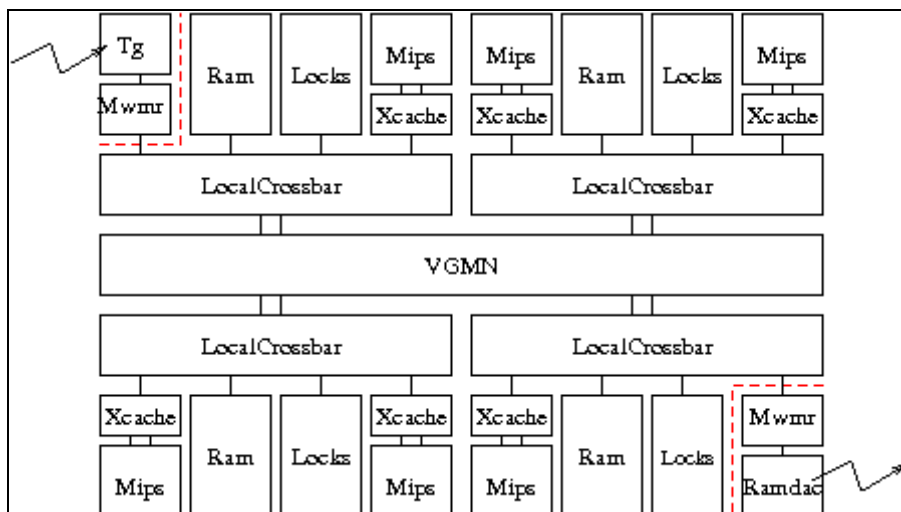 Tg
Ram
Locks
Mips
Mips
Ram
Locks
Mips
Mwmr
Xcache
Xcache
Xcache
LocalCrossbar
LocalCrossbar
VGMN
LocalCrossbar
LocalCrossbar
Xcache
Ram
Locks
Xcache
Xcache
Ram
Locks
Mwmr
Mips
Mips
Mips
Ramdac